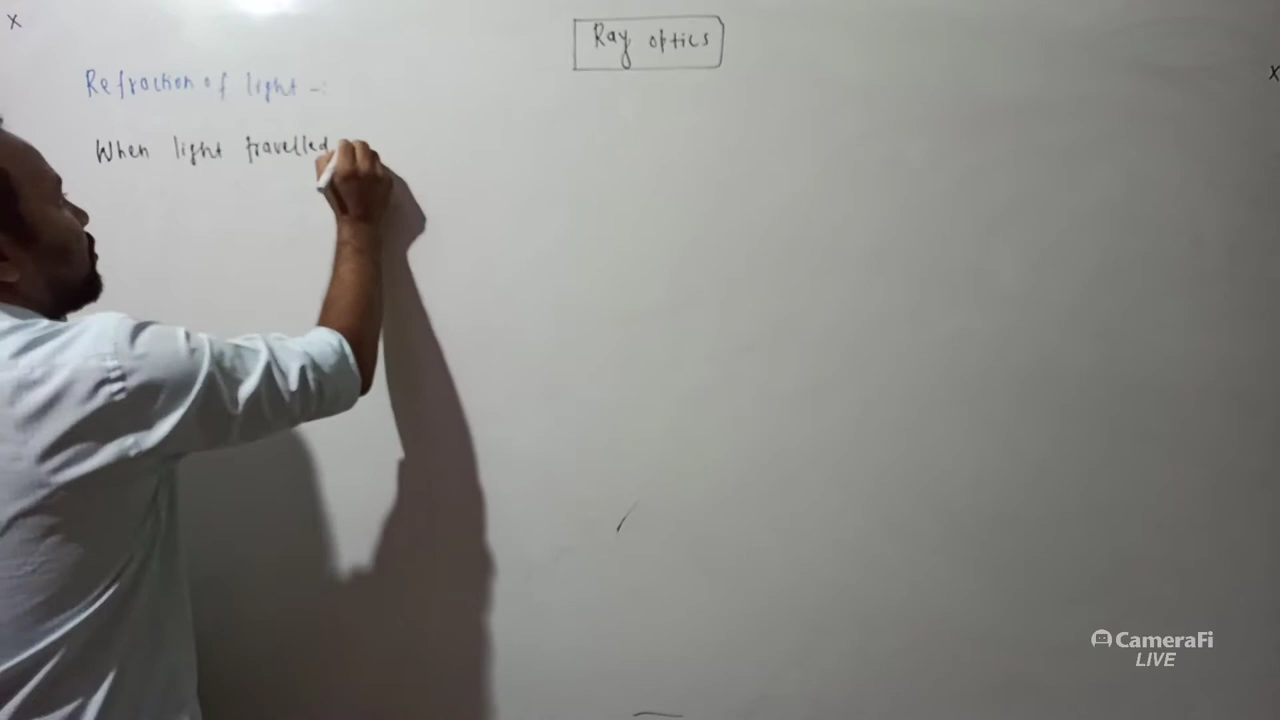 x
Ray optics
x
Refraction of light -:
When light travelled
CameraFi
LIVE